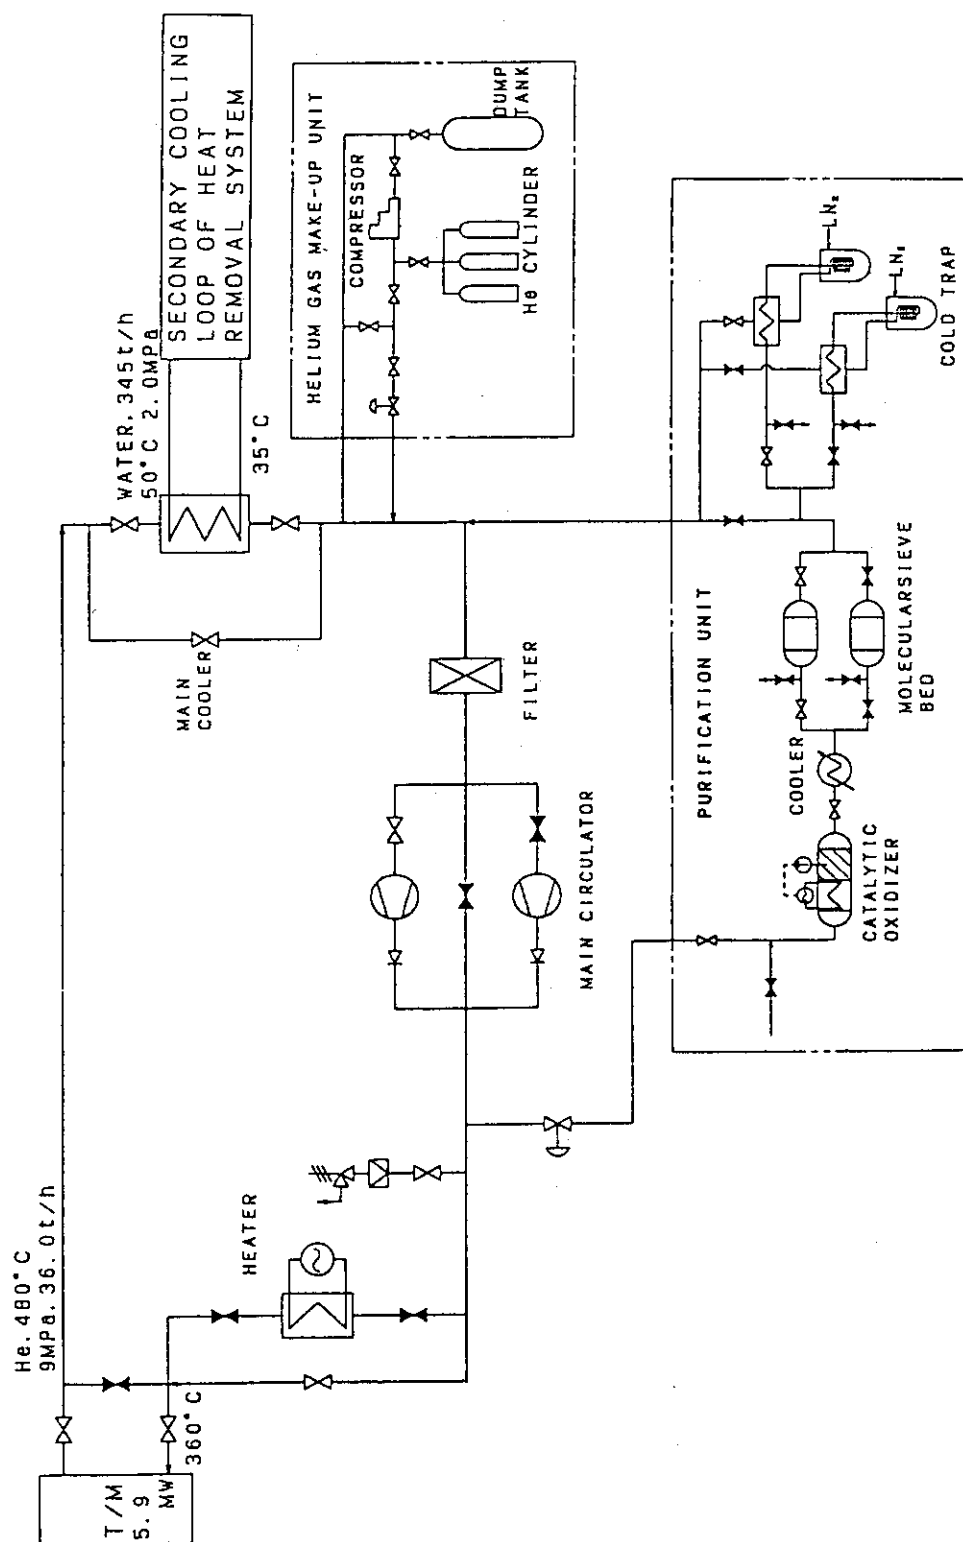 SECONDARY COOLING
LOOP OF HEAT
REMOVAL SYSTEM
WATER.345t/h
50°C 2.0MPa
35°C
MAIN
COOLER
HELIUM GAS MAKE-UP UNIT
COMPRESSOR
DUMP
TANK
He CYLINDER
LN₂
LN₂
COLD TRAP
PURIFICATION UNIT
MOLECULARSIEVE
BED
COOLER
CATALYTIC
OXIDIZER
FILTER
MAIN CIRCULATOR
HEATER
He.480°C
9MPa.36.0t/h
360°C
T/M
5.9
MW